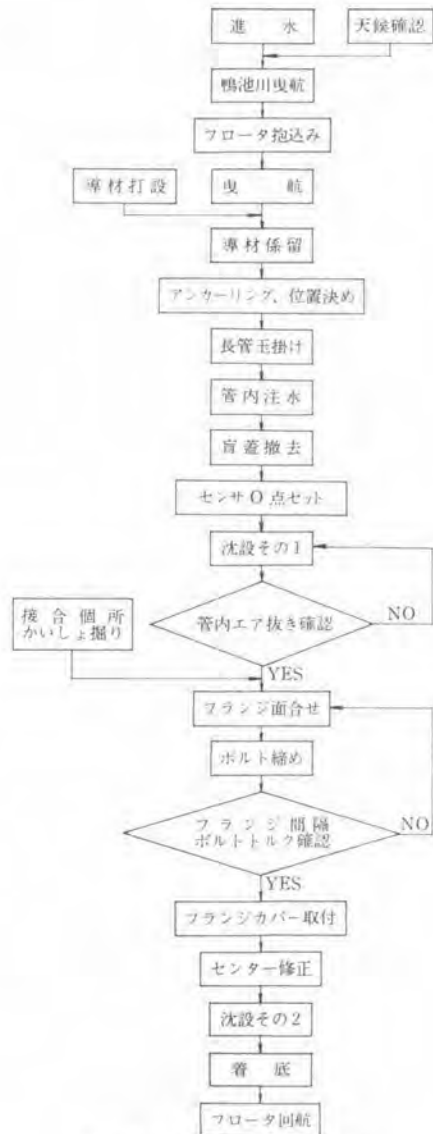 進水
天候確認
鴨池川曳航
フロータ抱込み
導材打設
曳航
導材係留
アンカーリング、位置決め
長管玉掛け
管内注水
盲蓋撤去
センサO点セット
沈設その1
接合個所
かいしょ掘り
管内エア抜き確認
NO
YES
フランジ面合せ
ボルト締め
フランジ間隔
ボルトトルク確認
NO
YES
フランジカバー取付
センター修正
沈設その2
着底
フロータ回航